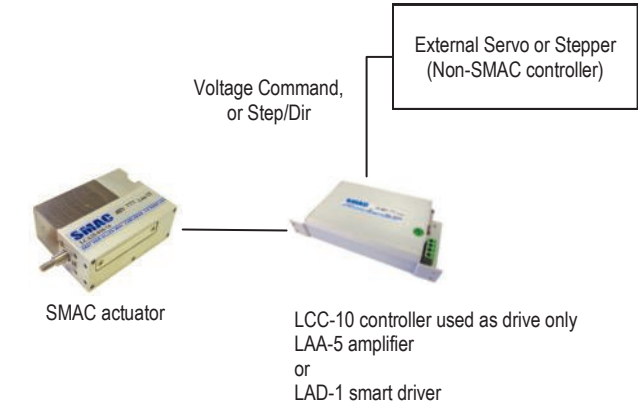 External Servo or Stepper
(Non-SMAC controller)
Voltage Command,
or Step/Dir
SMAC
SMAC
SMAC actuator
LCC-10 controller used as drive only
LAA-5 amplifier
or
LAD-1 smart driver